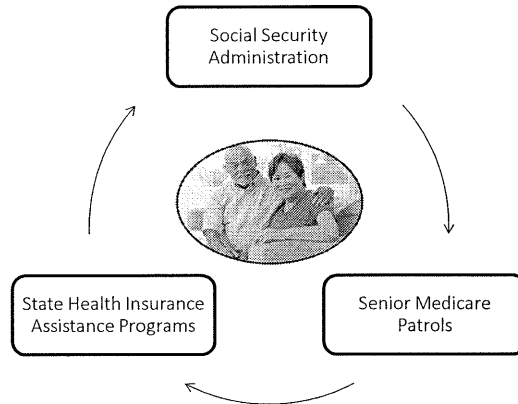 Social Security
Administration
State Health Insurance
Assistance Programs
Senior Medicare
Patrols